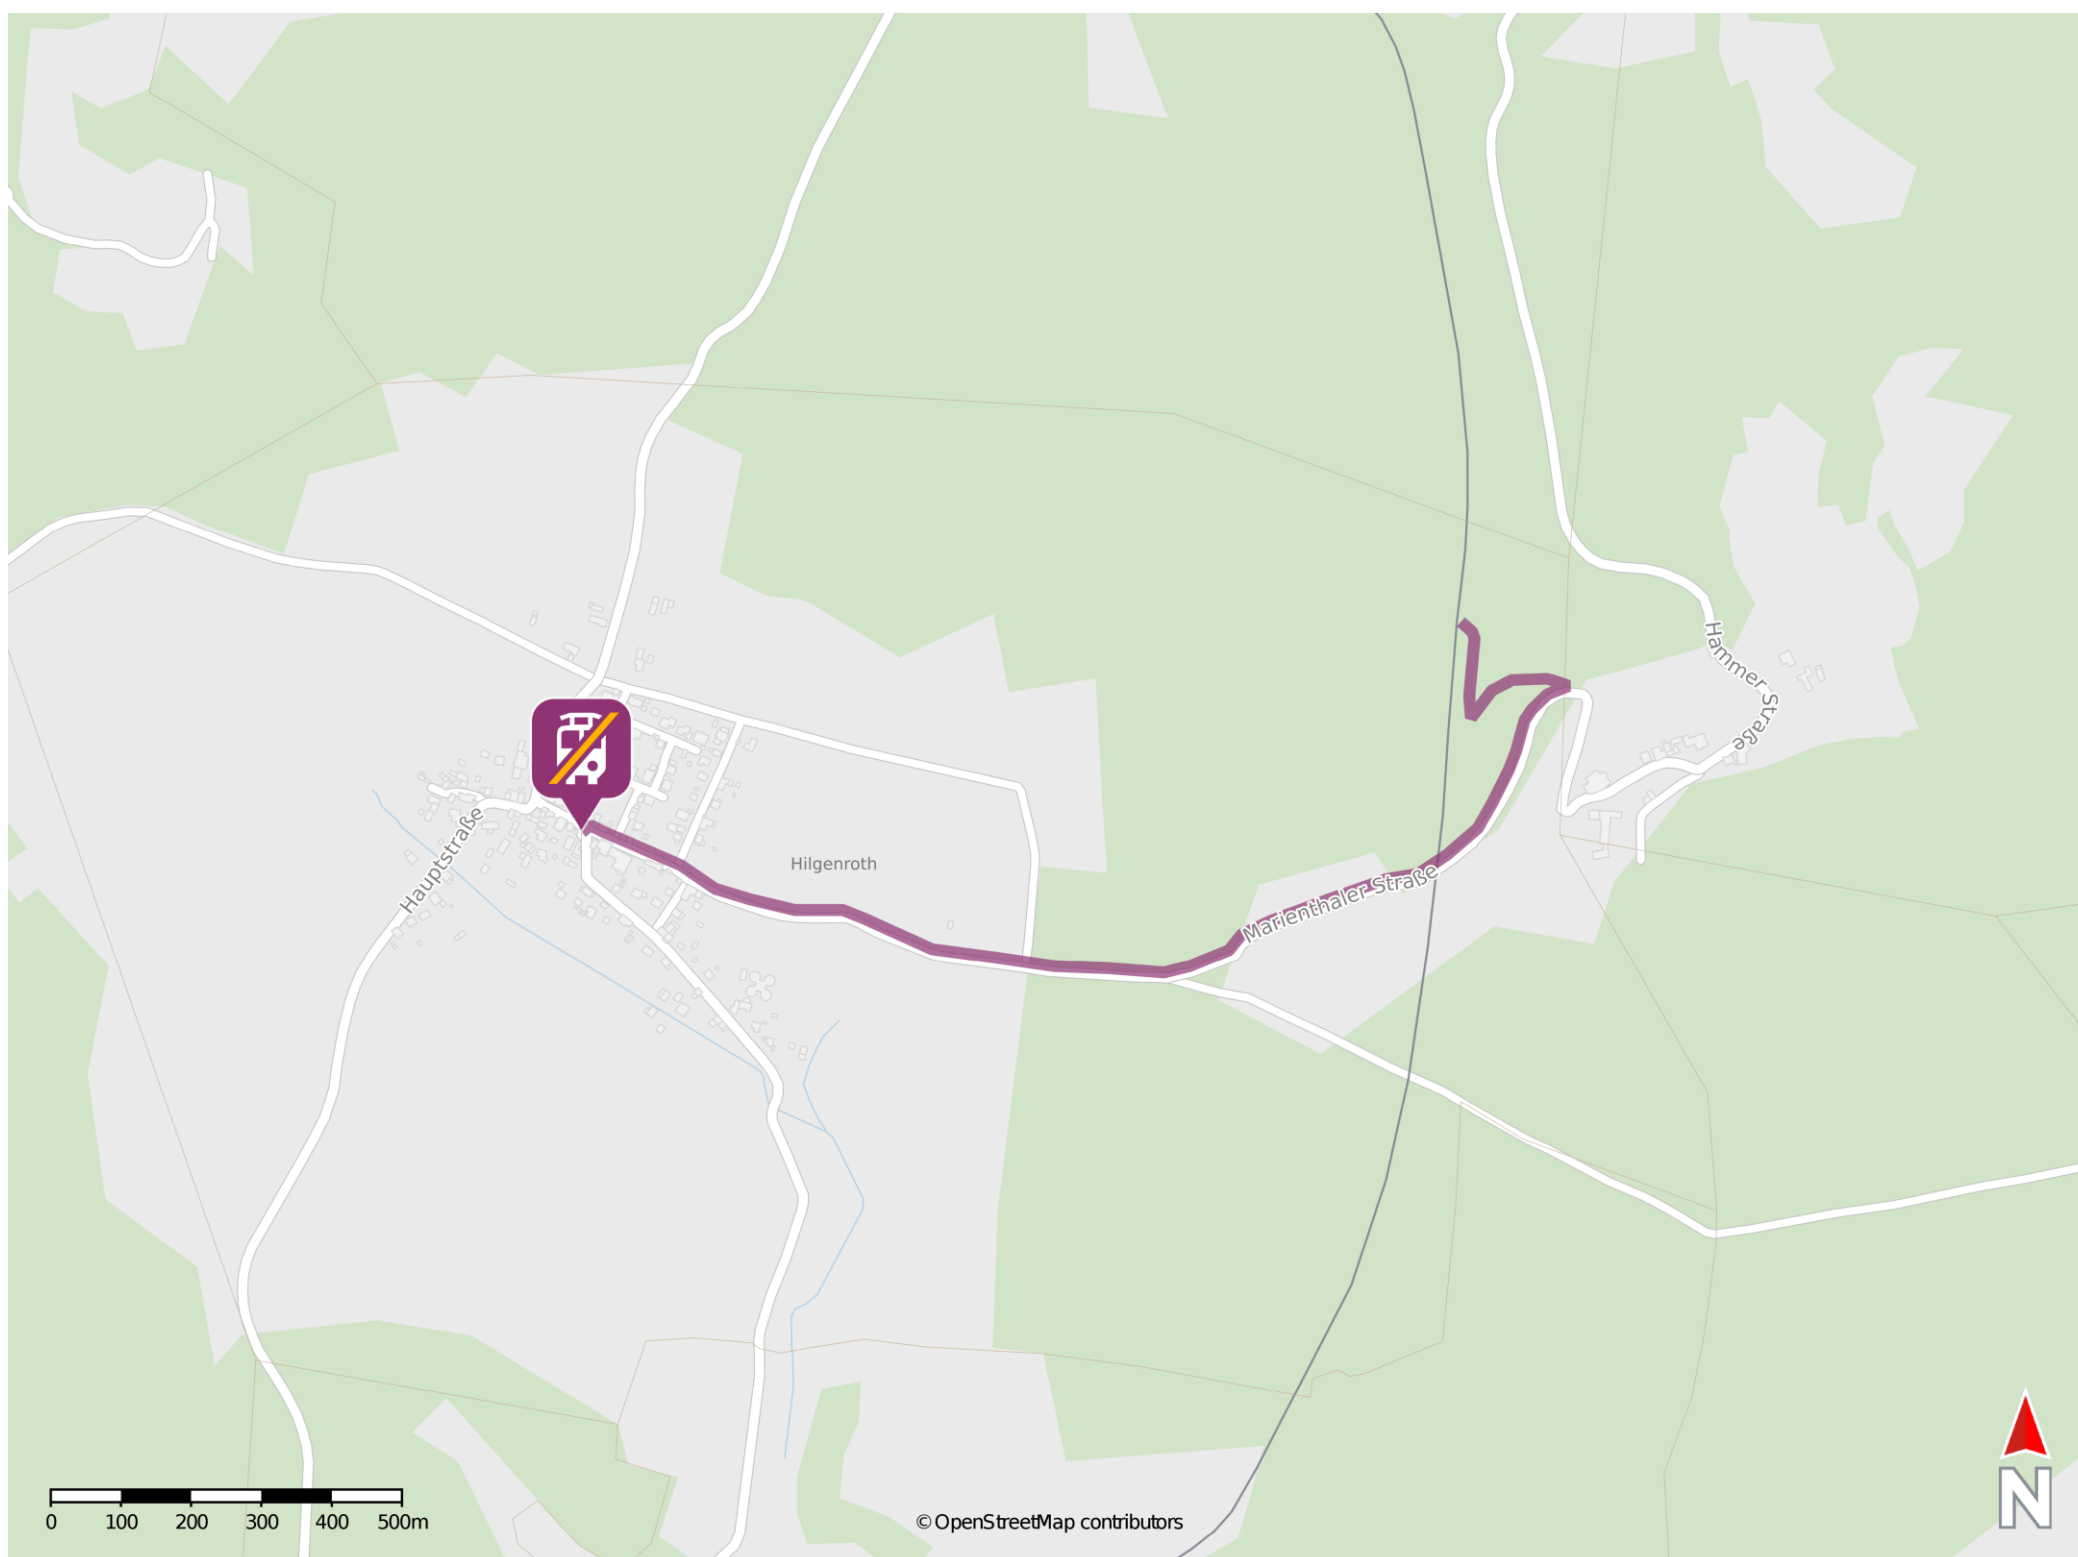 Hammer Straße
Hauptstraße
Hilgenroth
Marienthaler Straße
0 100 200 300 400 500m
© OpenStreetMap contributors
N